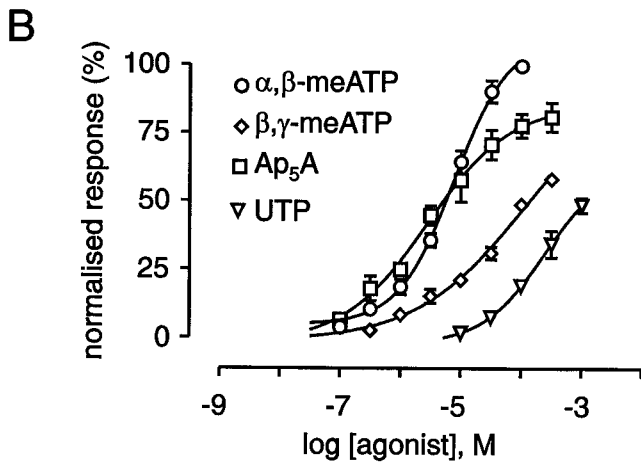 B
normalised response (%)
100
75
50
25
0
α,β-meATP
β,γ-meATP
Ap₅A
UTP
-9
-7
-5
-3
log [agonist], M